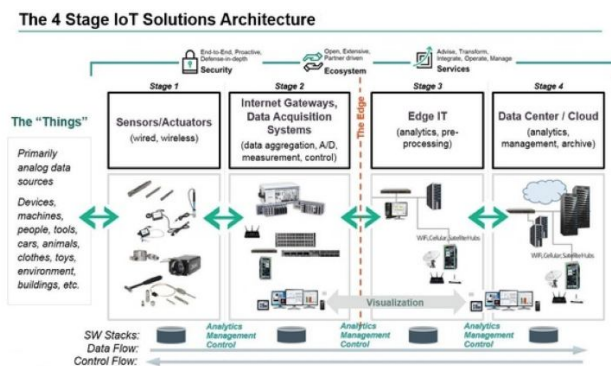 The 4 Stage IoT Solutions Architecture
End-to-End, Proactive,
Defense-in-depth
Security
Open, Extensive,
Partner driven
Ecosystem
Advise, Transform,
Integrate, Operate, Manage
Services
The "Things"
Primarily
analog data
sources
Devices,
machines,
people, tools,
cars, animals,
clothes, toys,
environment,
buildings, etc.
Stage 1
Sensors/Actuators
(wired, wireless)
Stage 2
Internet Gateways,
Data Acquisition
Systems
(data aggregation, A/D,
measurement, control)
The Edge
Stage 3
Edge IT
(analytics, pre-
processing)
Stage 4
Data Center / Cloud
(analytics,
management, archive)
WiFi,Cellular,SatelliteHubs
WiFi,Cellular,SatelliteHubs
Visualization
SW Stacks:
Analytics
Management
Control
Analytics
Management
Control
Analytics
Management
Control
Data Flow:
Control Flow: